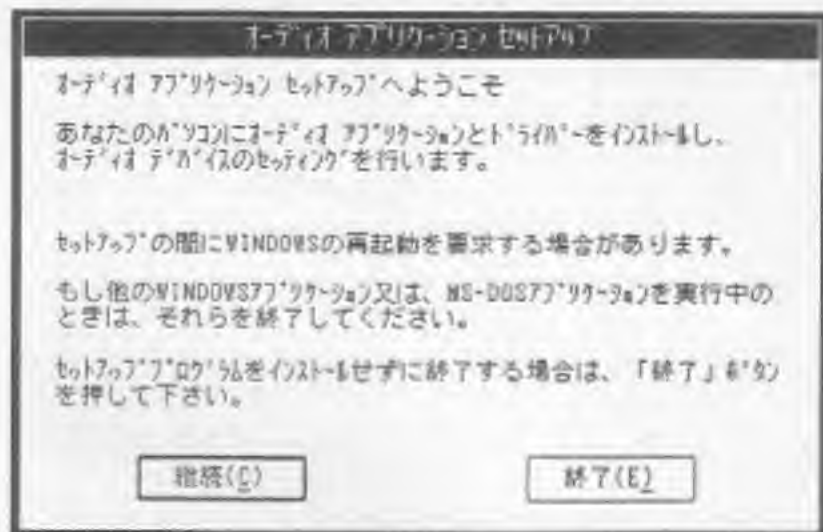 ｵｰﾃﾞｨｵ ｱﾌﾟﾘｹｰｼｮﾝ ｾｯﾄｱｯﾌﾟ
ｵｰﾃﾞｨｵ ｱﾌﾟﾘｹｰｼｮﾝ ｾｯﾄｱｯﾌﾟへようこそ
あなたのﾊﾟｿｺﾝにｵｰﾃﾞｨｵ ｱﾌﾟﾘｹｰｼｮﾝとﾄﾞﾗｲﾊﾞｰをｲﾝｽﾄｰﾙし、
ｵｰﾃﾞｨｵ ﾃﾞﾊﾞｲｽのｾｯﾃｨﾝｸﾞを行います。
ｾｯﾄｱｯﾌﾟの間にWINDOWSの再起動を要求する場合があります。
もし他のWINDOWSｱﾌﾟﾘｹｰｼｮﾝ又は、MS-DOSｱﾌﾟﾘｹｰｼｮﾝを実行中の
ときは、それらを終了してください。
ｾｯﾄｱｯﾌﾟﾌﾟﾛｸﾞﾗﾑをｲﾝｽﾄｰﾙせずに終了する場合は、「終了」ﾎﾞﾀﾝ
を押して下さい。
継続(C)
終了(E)